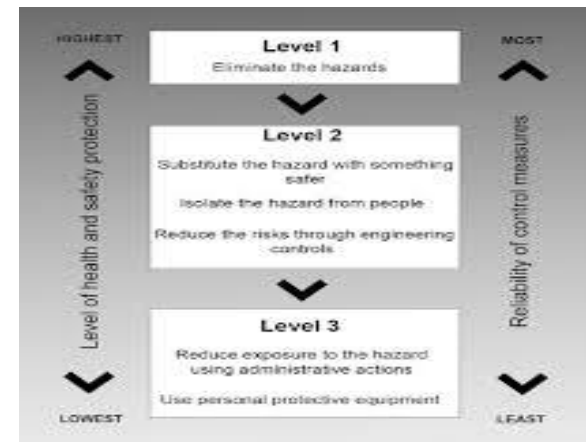 HIGHEST
Level 1
MOST
Eliminate the hazards
Level of health and safety protection
Level 2
Substitute the hazard with something
safer
Isolate the hazard from people
Reduce the risks through engineering
controls
Reliability of control measures
Level 3
Reduce exposure to the hazard
using administrative actions
Use personal protective equipment
LOWEST
LEAST